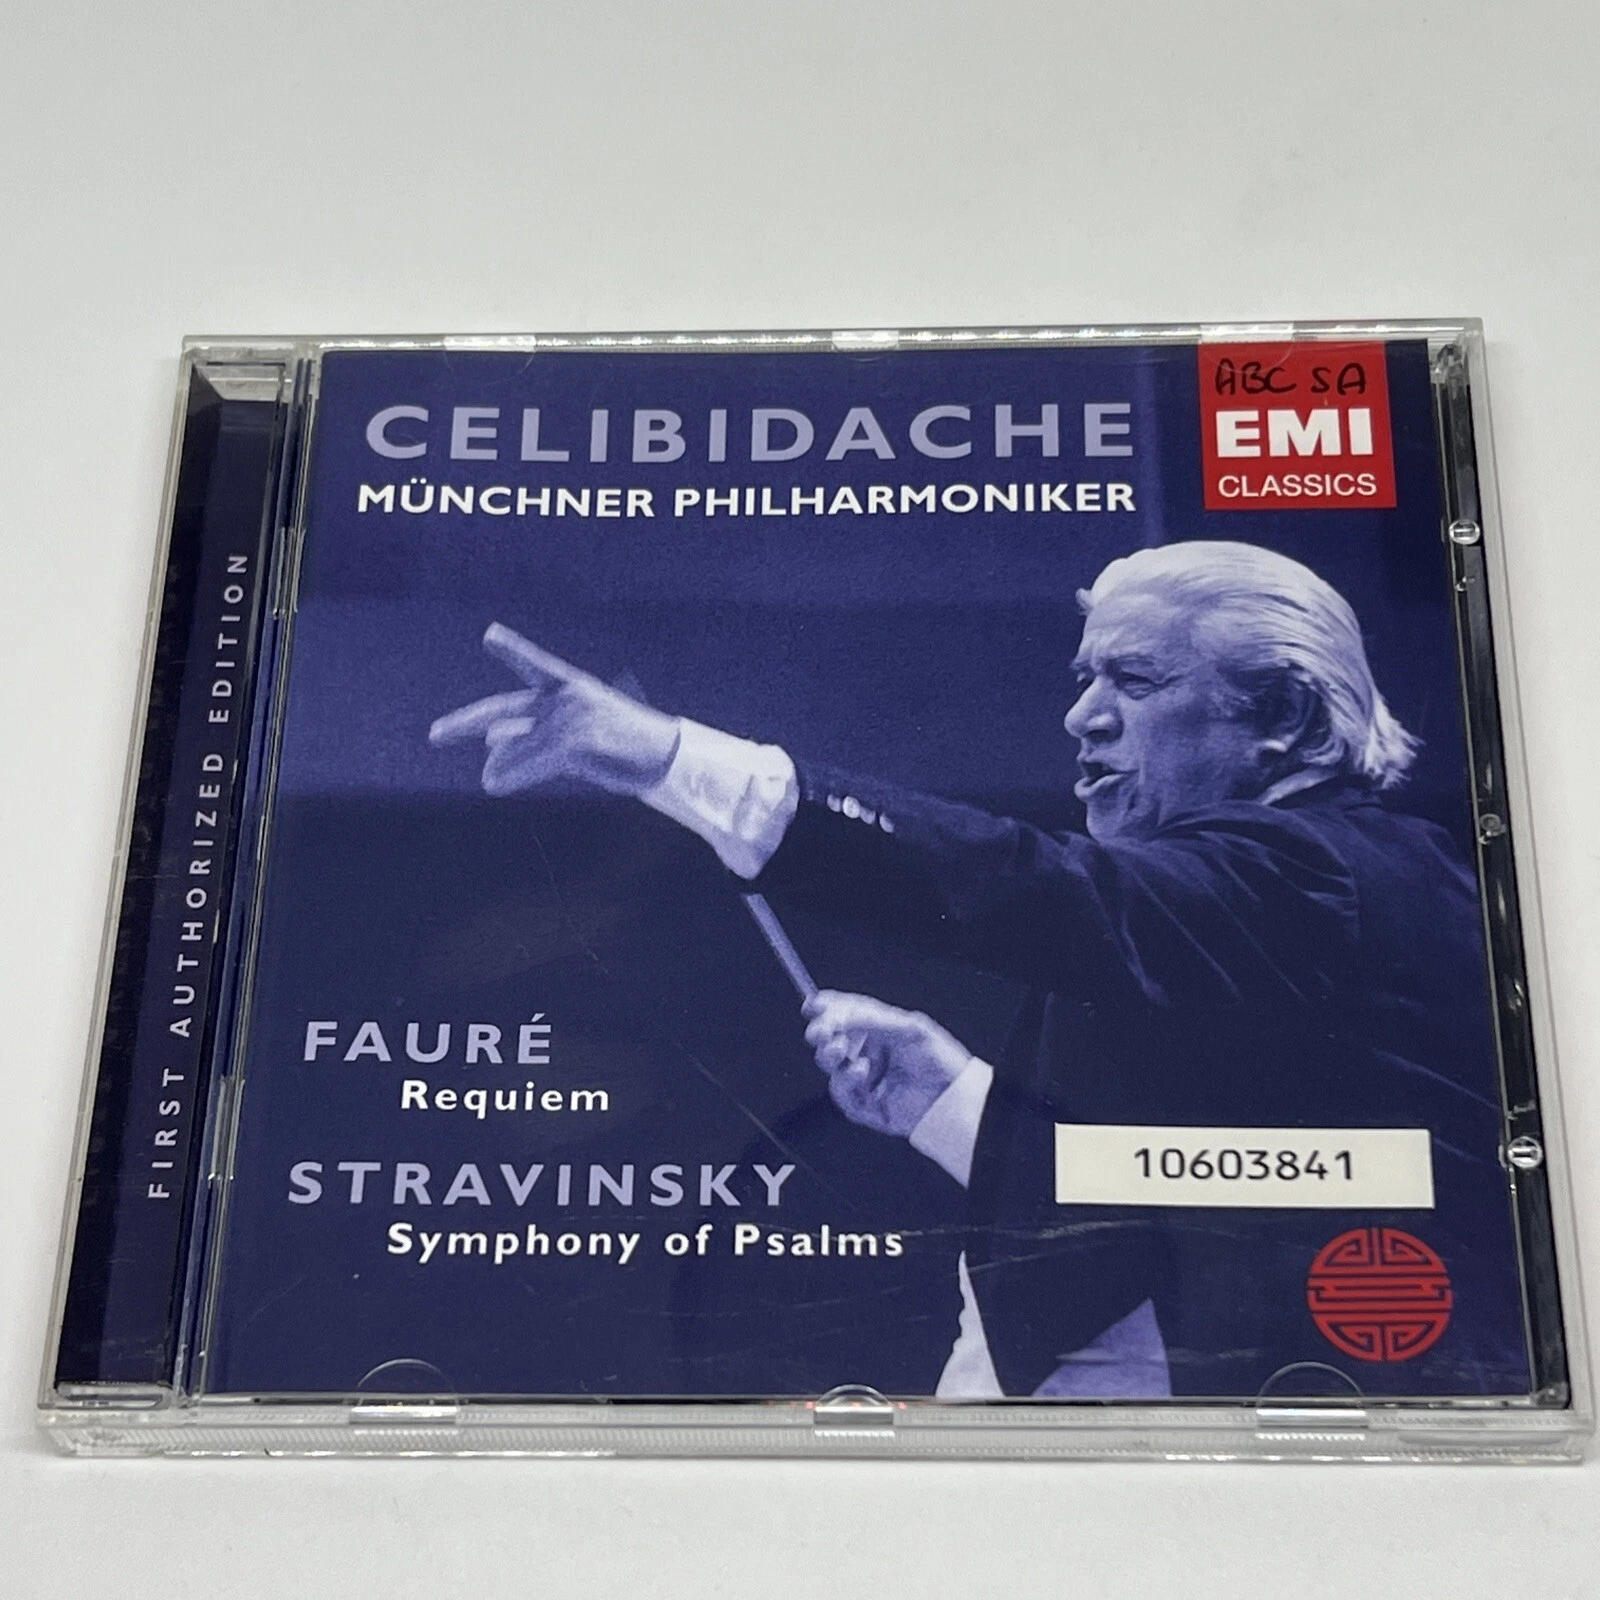 CELIBIDACHE
MÜNCHNER PHILHARMONIKER
ABC SA
EMI
CLASSICS
FIRST AUTHORIZED EDITION
FAURÉ
Requiem
STRAVINSKY
Symphony of Psalms
10603841